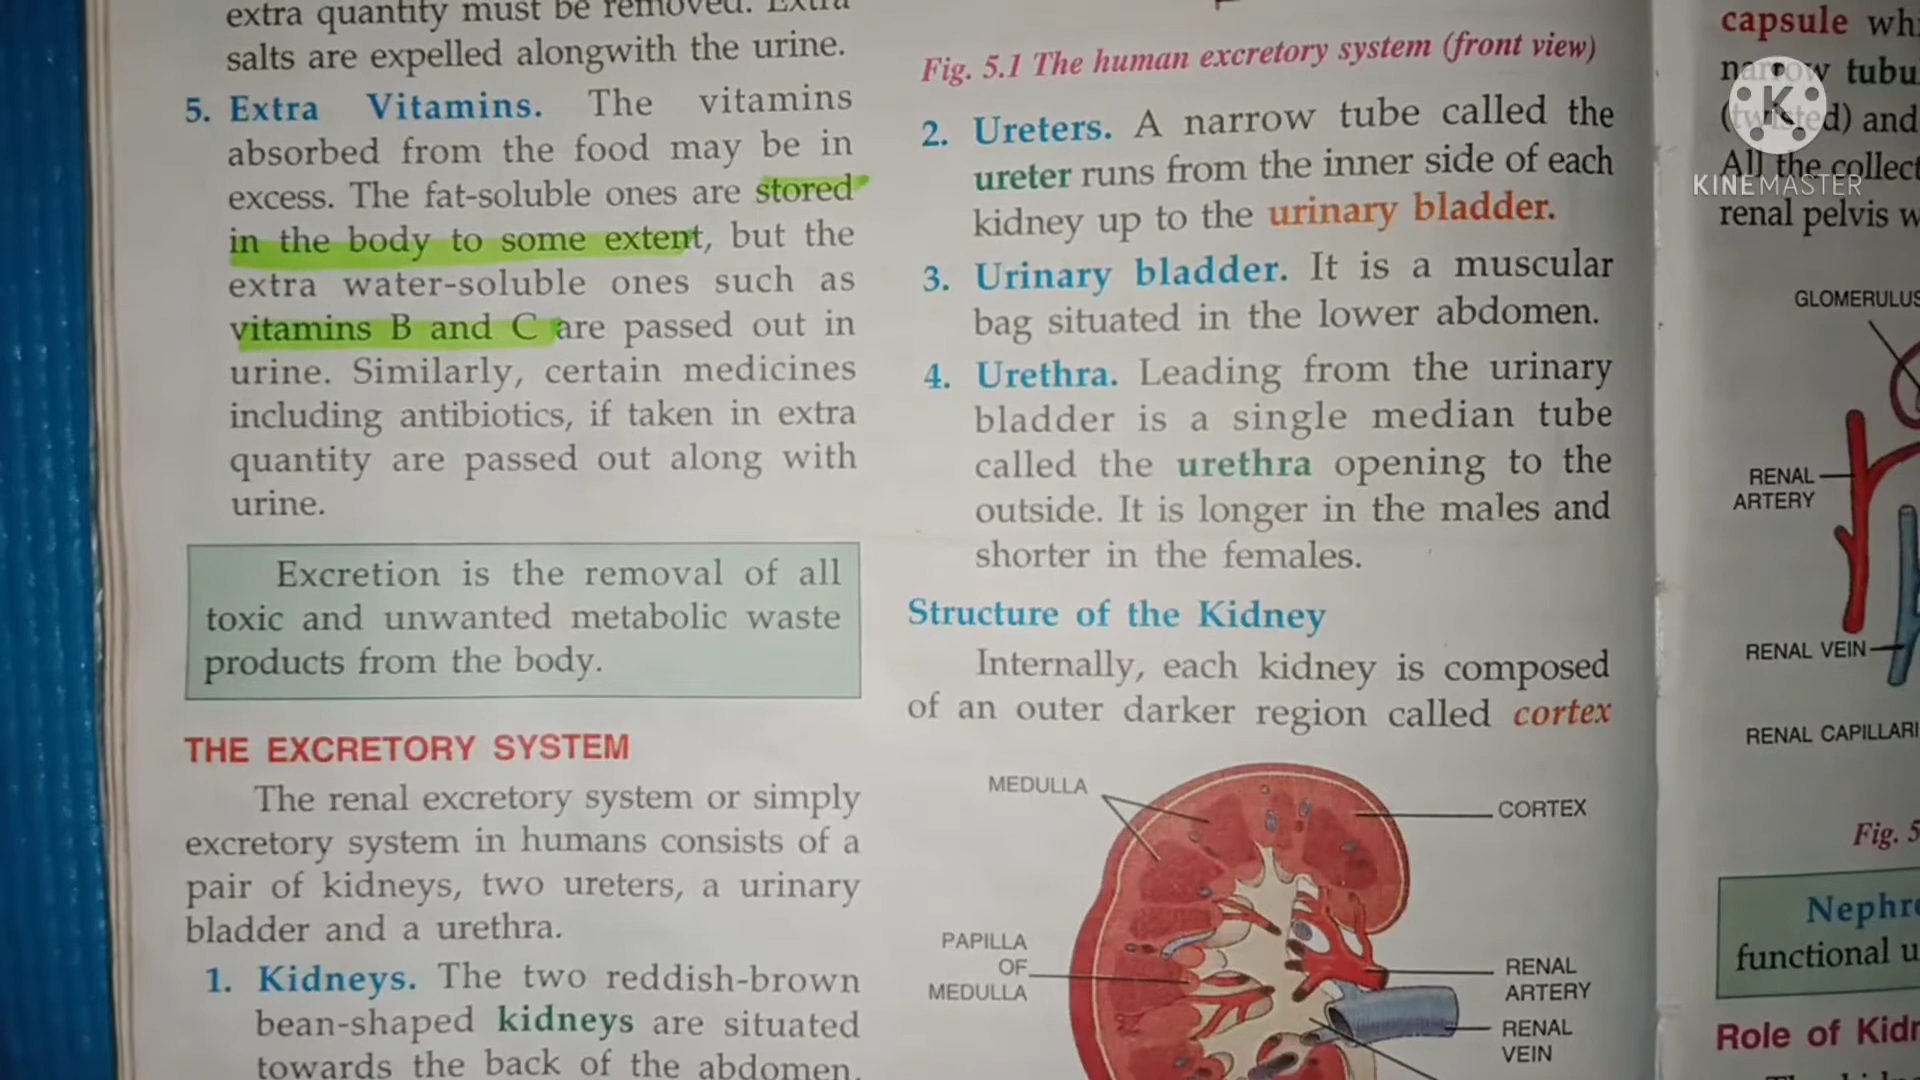 extra quantity must be removed. Extra
salts are expelled alongwith the urine.
5. Extra Vitamins. The vitamins
absorbed from the food may be in
excess. The fat-soluble ones are stored
in the body to some extent, but the
extra water-soluble ones such as
vitamins B and C are passed out in
urine. Similarly, certain medicines
including antibiotics, if taken in extra
quantity are passed out along with
urine.
Excretion is the removal of all
toxic and unwanted metabolic waste
products from the body.
THE EXCRETORY SYSTEM
The renal excretory system or simply
excretory system in humans consists of a
pair of kidneys, two ureters, a urinary
bladder and a urethra.
1. Kidneys. The two reddish-brown
bean-shaped kidneys are situated
towards the back of the abdomen.
Fig. 5.1 The human excretory system (front view)
2. Ureters. A narrow tube called the
ureter runs from the inner side of each
kidney up to the urinary bladder.
3. Urinary bladder. It is a muscular
bag situated in the lower abdomen.
4. Urethra. Leading from the urinary
bladder is a single median tube
called the urethra opening to the
outside. It is longer in the males and
shorter in the females.
Structure of the Kidney
Internally, each kidney is composed
of an outer darker region called cortex
MEDULLA
CORTEX
PAPILLA
OF
MEDULLA
RENAL
ARTERY
RENAL
VEIN
capsule
narrow
(twisted) and
All the
renal pelvis
KINEMASTER
GLOMERULUS
RENAL
ARTERY
RENAL VEIN
RENAL
Fig. 5
functional
Role of